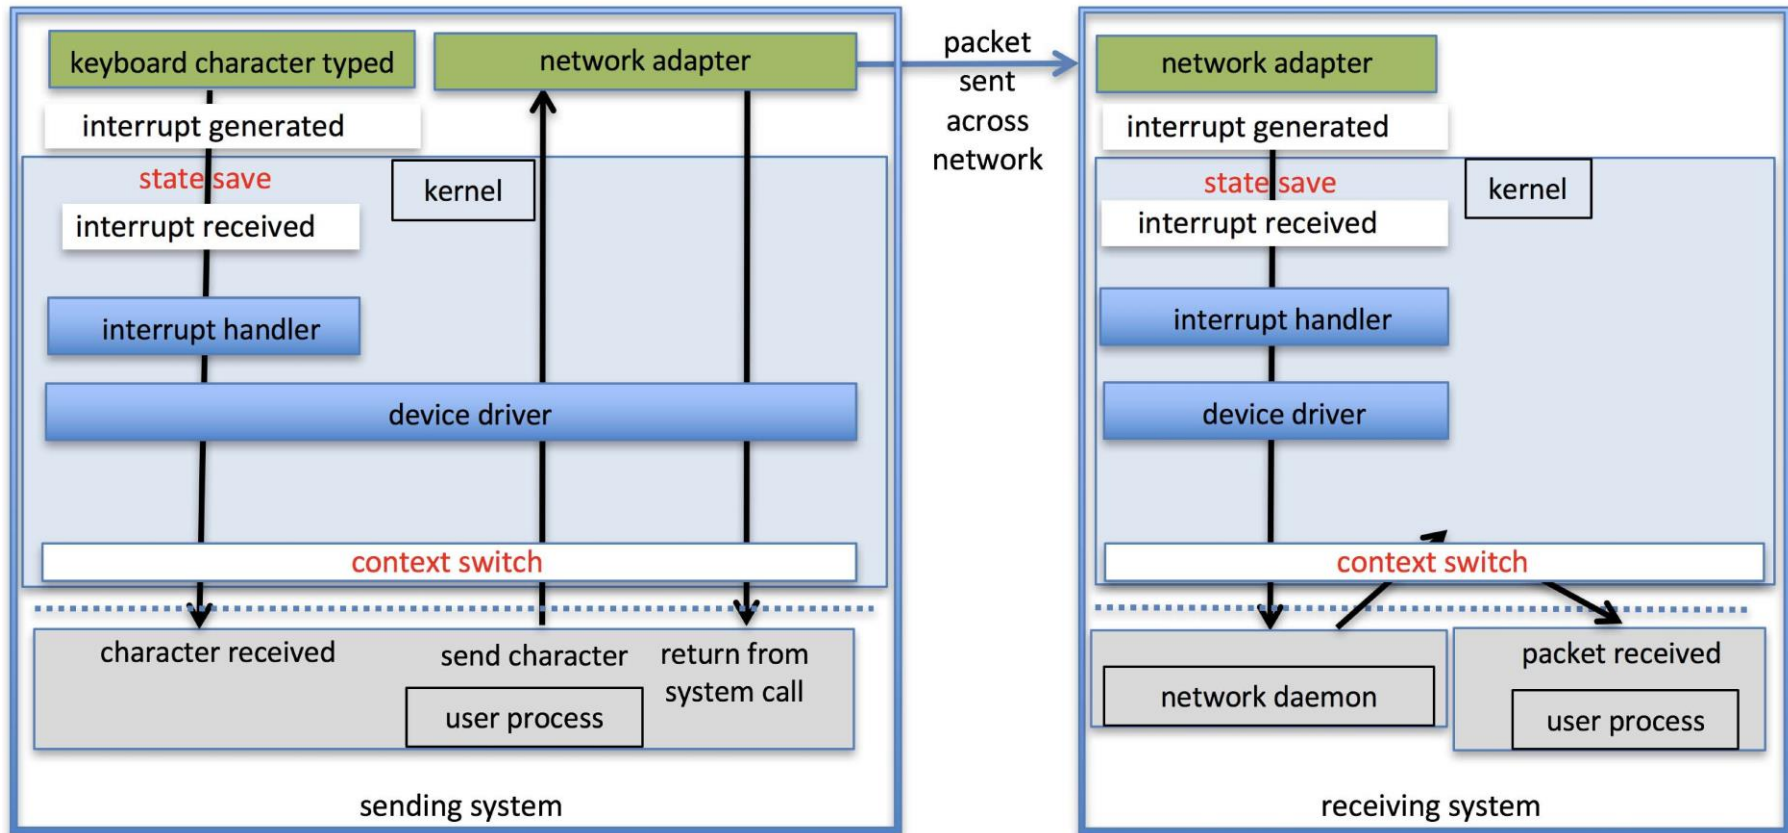 keyboard character typed
network adapter
interrupt generated
state save
kernel
interrupt received
interrupt handler
device driver
context switch
character received
send character
return from
system call
user process
sending system
packet
sent
across
network
network adapter
interrupt generated
state save
kernel
interrupt received
interrupt handler
device driver
context switch
network daemon
packet received
user process
receiving system